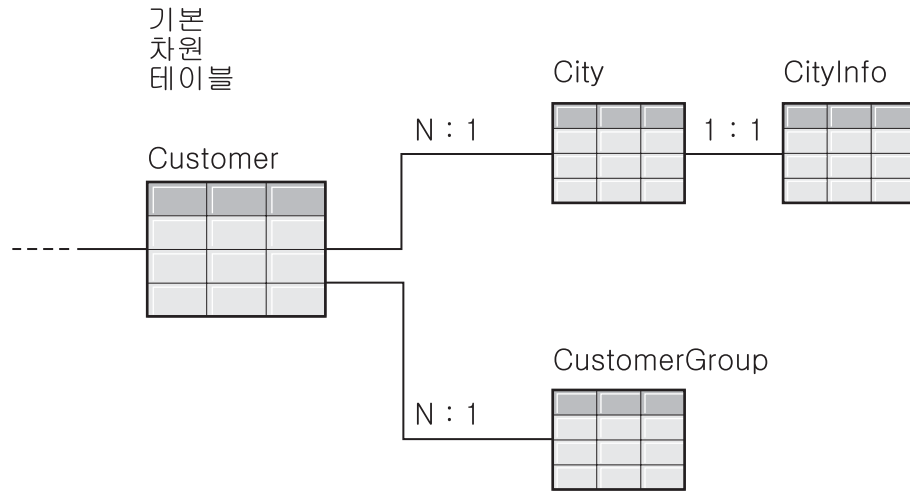 기본
차원
테이블
Customer
N : 1
City
1 : 1
CityInfo
N : 1
CustomerGroup